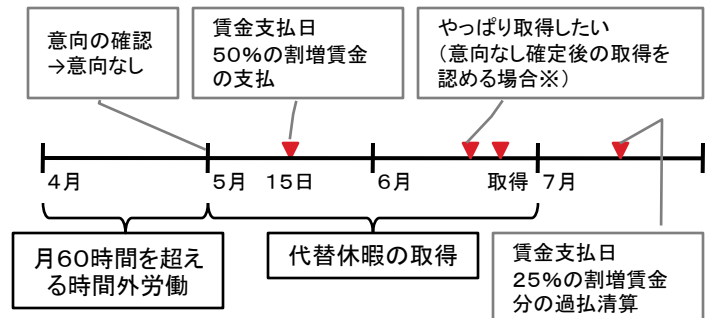 意向の確認
→意向なし
賃金支払日
50%の割増賃金
の支払
やっぱり取得したい
(意向なし確定後の取得を
認める場合※)
4月
5月
15日
6月
取得
7月
月60時間を超え
る時間外労働
代替休暇の取得
賃金支払日
25%の割増賃金
分の過払清算